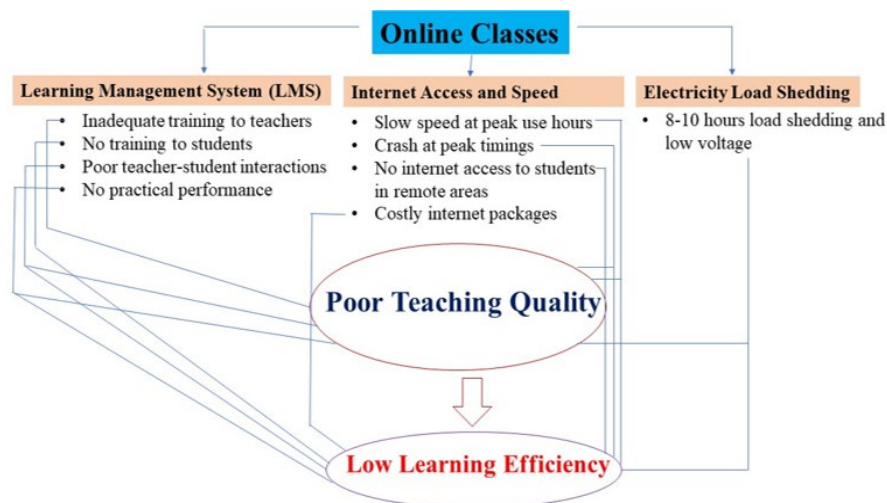 Online Classes
Learning Management System (LMS)
• Inadequate training to teachers
• No training to students
• Poor teacher-student interactions
• No practical performance
Internet Access and Speed
• Slow speed at peak use hours
• Crash at peak timings
• No internet access to students
in remote areas
• Costly internet packages
Electricity Load Shedding
• 8-10 hours load shedding and
low voltage
Poor Teaching Quality
Low Learning Efficiency